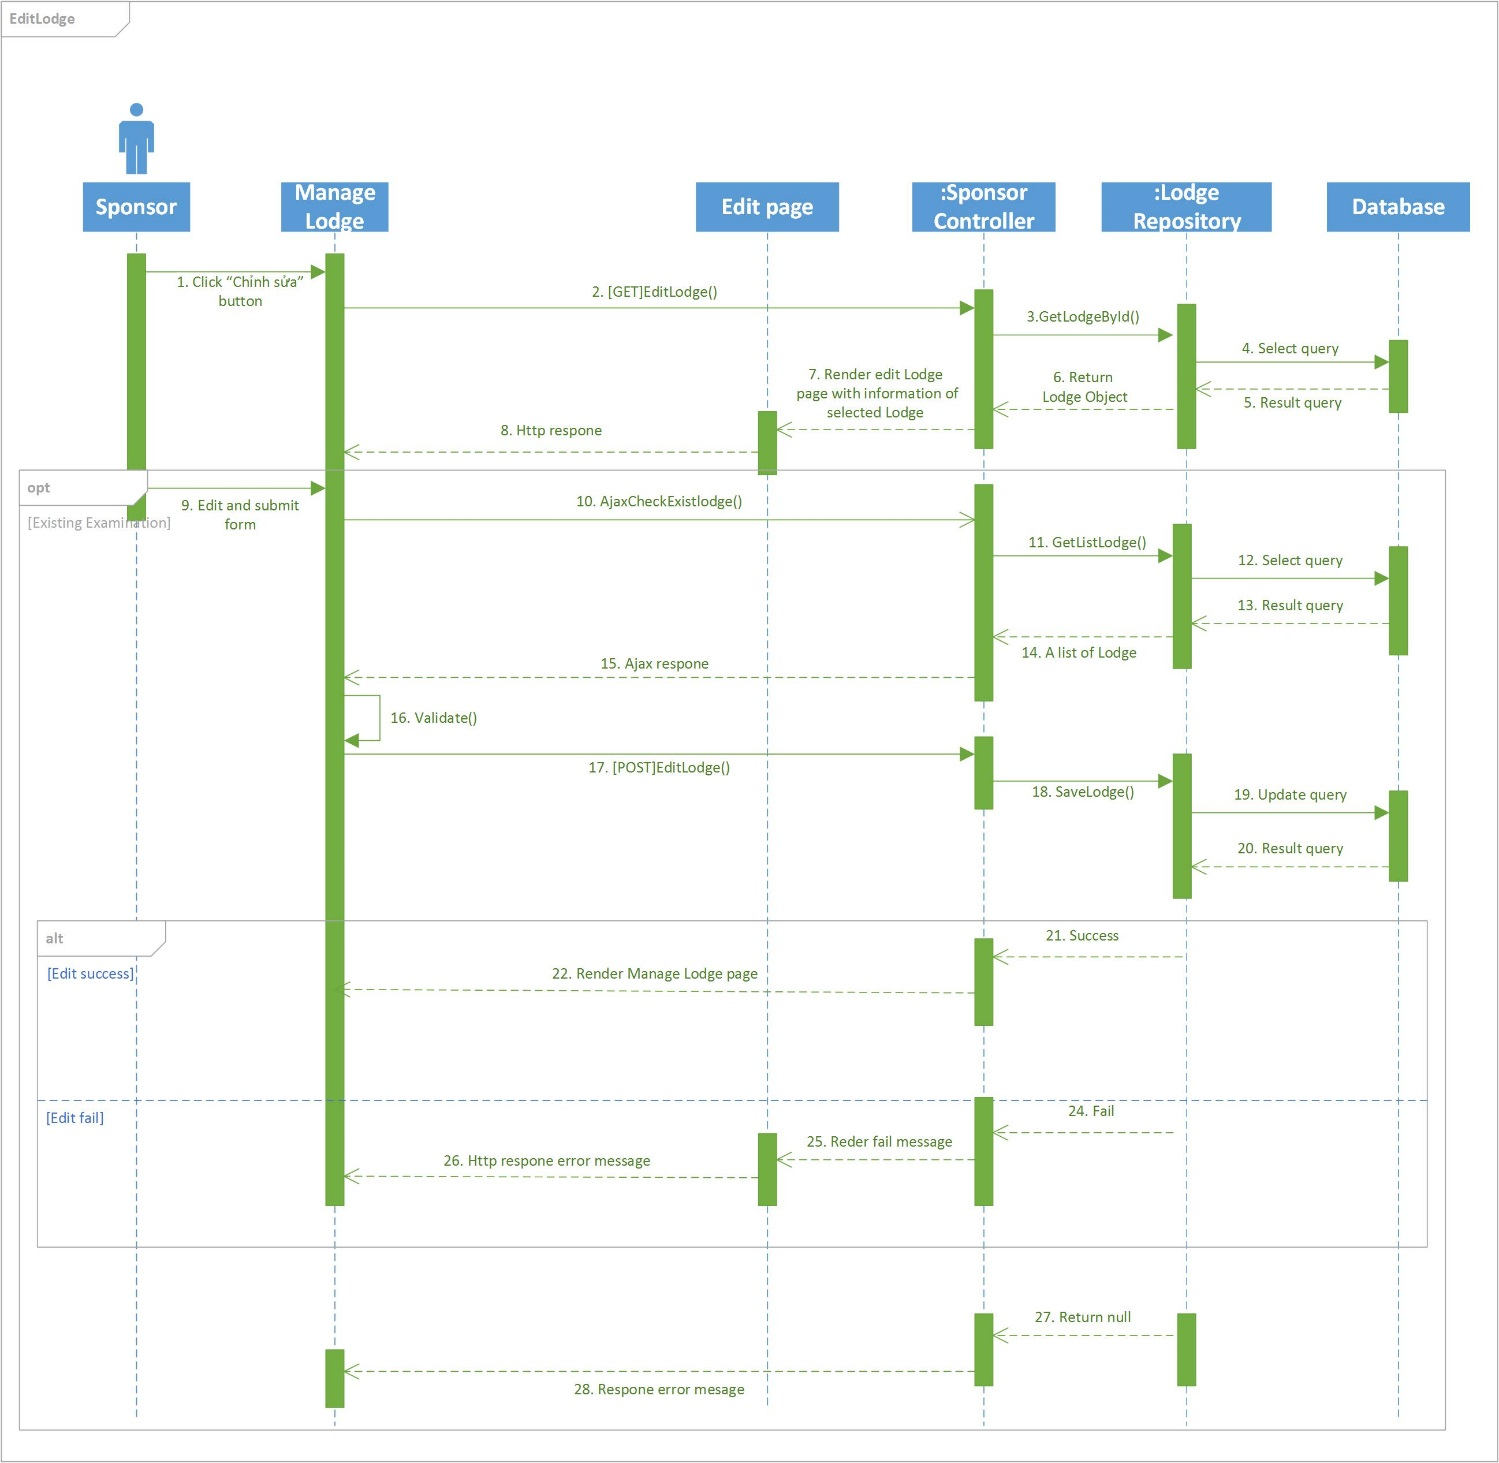 EditLodge
Sponsor
Manage
Lodge
Edit page
:Sponsor
Controller
:Lodge
Repository
Database
1. Click “Chỉnh sửa”
button
2. [GET]EditLodge()
3.GetLodgeById()
4. Select query
5. Result query
6. Return
Lodge Object
7. Render edit Lodge
page with information of
selected Lodge
8. Http respone
opt
[Existing Examination]
9. Edit and submit
form
10. AjaxCheckExistlodge()
11. GetListLodge()
12. Select query
13. Result query
14. A list of Lodge
15. Ajax respone
16. Validate()
17. [POST]EditLodge()
18. SaveLodge()
19. Update query
20. Result query
alt
[Edit success]
21. Success
22. Render Manage Lodge page
[Edit fail]
24. Fail
25. Reder fail message
26. Http respone error message
27. Return null
28. Respone error mesage